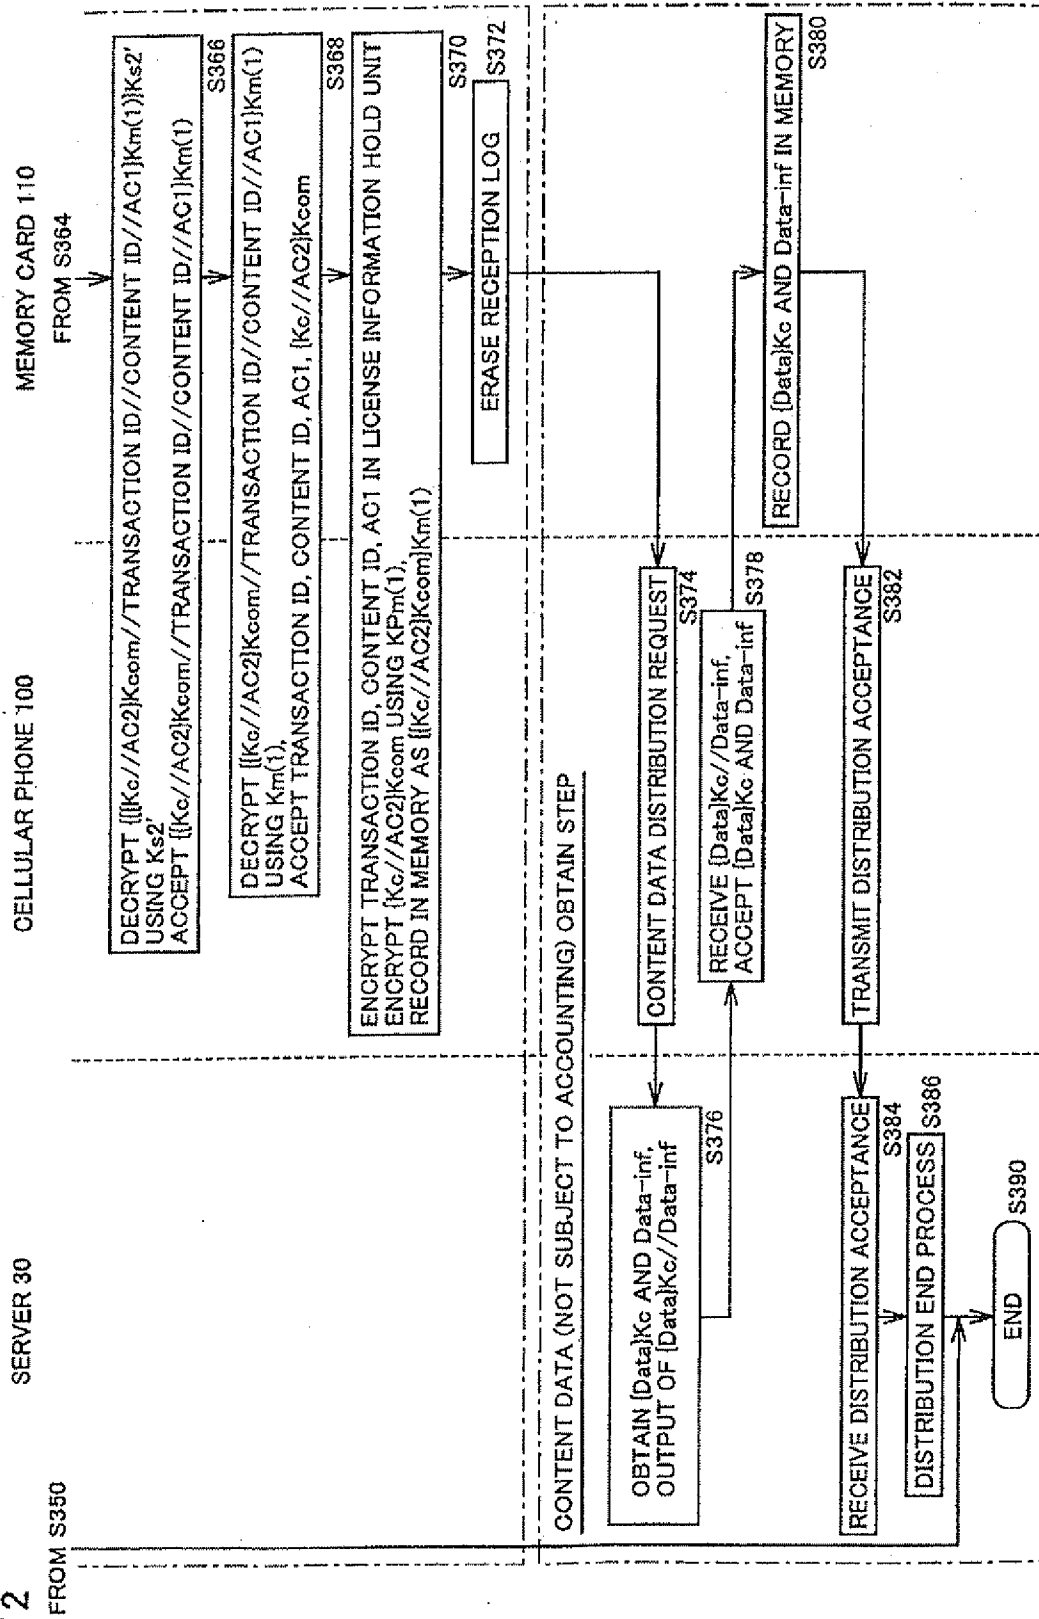 2
SERVER 30
CELLULAR PHONE 100
MEMORY CARD 110
FROM S350
FROM S364
DECRYPT {{{Kc//AC2}Kcom//TRANSACTION ID//CONTENT ID//AC1}Km(1)}Ks2'
USING Ks2'
ACCEPT {{Kc//AC2}Kcom//TRANSACTION ID//CONTENT ID//AC1}Km(1)
S366
DECRYPT {{Kc//AC2}Kcom//TRANSACTION ID//CONTENT ID//AC1}Km(1)
USING Km(1),
ACCEPT TRANSACTION ID, CONTENT ID, AC1, {Kc//AC2}Kcom
S368
ENCRYPT TRANSACTION ID, CONTENT ID, AC1 IN LICENSE INFORMATION HOLD UNIT
ENCRYPT {Kc//AC2}Kcom USING KPm(1),
RECORD IN MEMORY AS {{Kc//AC2}Kcom}Km(1)
S370
ERASE RECEPTION LOG
S372
CONTENT DATA (NOT SUBJECT TO ACCOUNTING) OBTAIN STEP
CONTENT DATA DISTRIBUTION REQUEST
S374
OBTAIN {Data}Kc AND Data-inf,
OUTPUT OF {Data}Kc//Data-inf
S376
RECEIVE {Data}Kc//Data-inf,
ACCEPT {Data}Kc AND Data-inf
S378
RECORD {Data}Kc AND Data-inf IN MEMORY
S380
TRANSMIT DISTRIBUTION ACCEPTANCE
S382
RECEIVE DISTRIBUTION ACCEPTANCE
S384
DISTRIBUTION END PROCESS
S386
END
S390